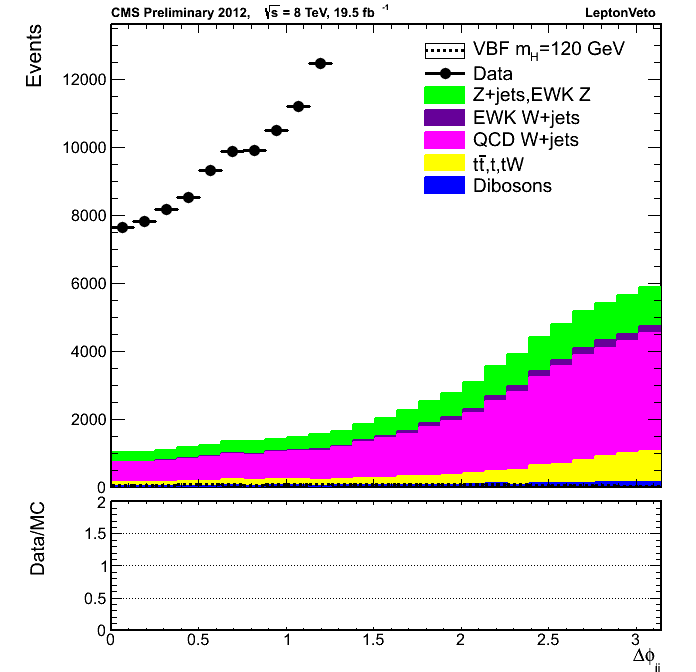 CMS Preliminary 2012, √s = 8 TeV, 19.5 fb⁻¹ LeptonVeto
Events
VBF m_H=120 GeV
Data
Z+jets,EWK Z
EWK W+jets
QCD W+jets
tt̄,t,tW
Dibosons
12000
10000
8000
6000
4000
2000
0
Data/MC
2
1.5
1
0.5
0
0 0.5 1 1.5 2 2.5 3
Δϕ_jj